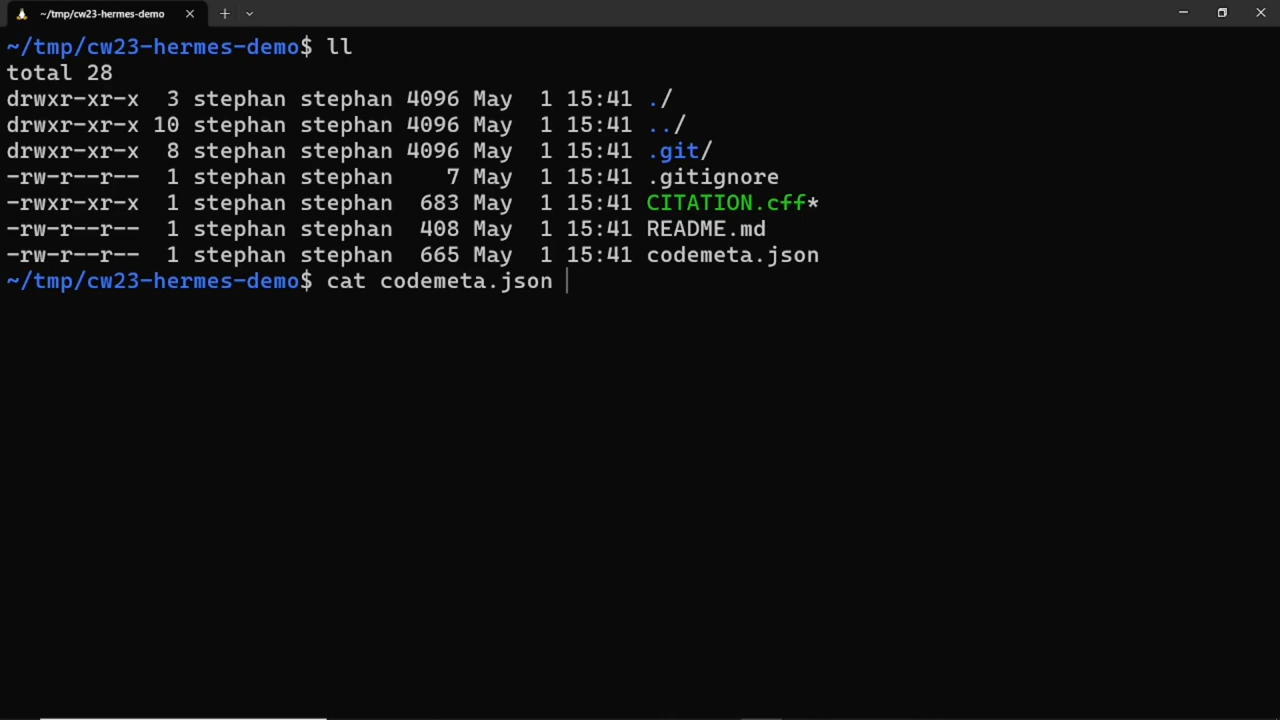 ~/tmp/cw23-hermes-demo
~/tmp/cw23-hermes-demo$ ll
total 28
drwxr-xr-x  3 stephan stephan 4096 May  1 15:41 ./
drwxr-xr-x 10 stephan stephan 4096 May  1 15:41 ../
drwxr-xr-x  8 stephan stephan 4096 May  1 15:41 .git/
-rw-r--r--  1 stephan stephan    7 May  1 15:41 .gitignore
-rwxr-xr-x  1 stephan stephan  683 May  1 15:41 CITATION.cff*
-rw-r--r--  1 stephan stephan  408 May  1 15:41 README.md
-rw-r--r--  1 stephan stephan  665 May  1 15:41 codemeta.json
~/tmp/cw23-hermes-demo$ cat codemeta.json